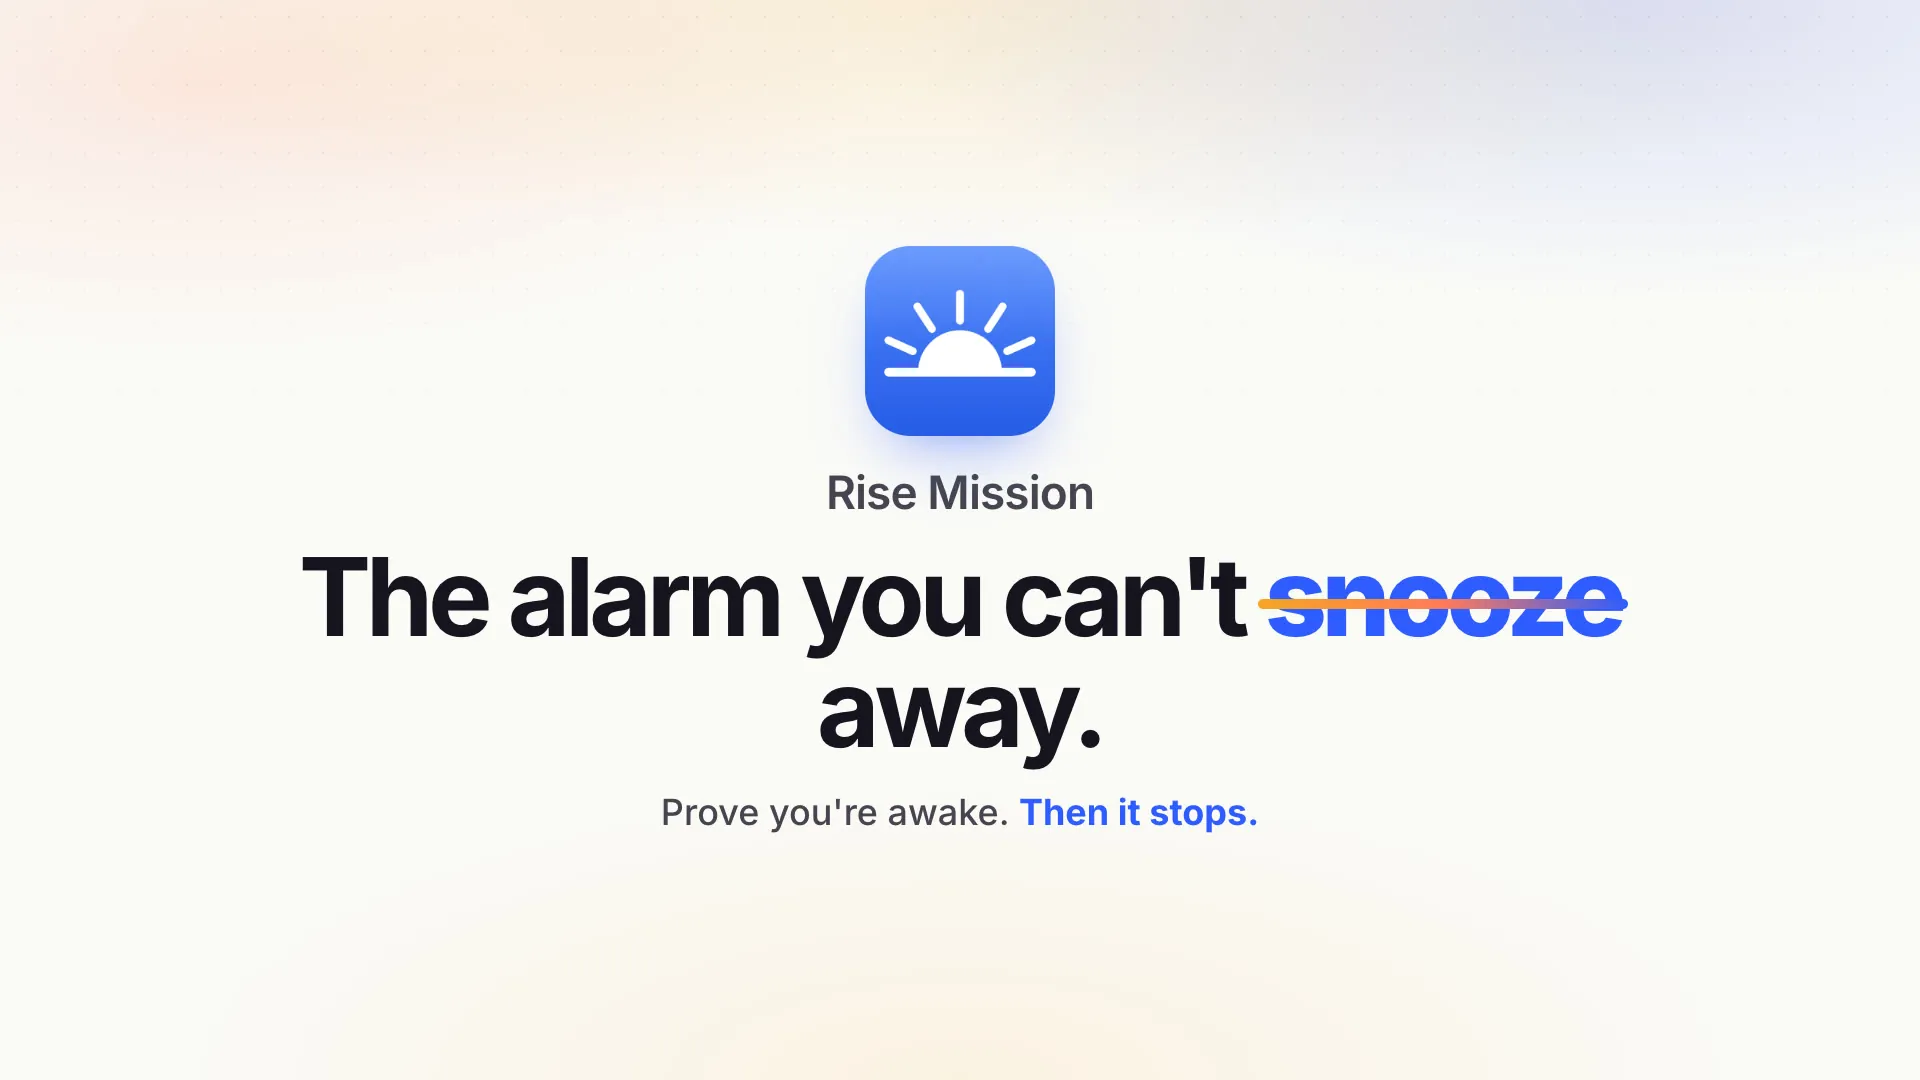 Rise Mission
The alarm you can't snooze
away.
Prove you're awake. Then it stops.